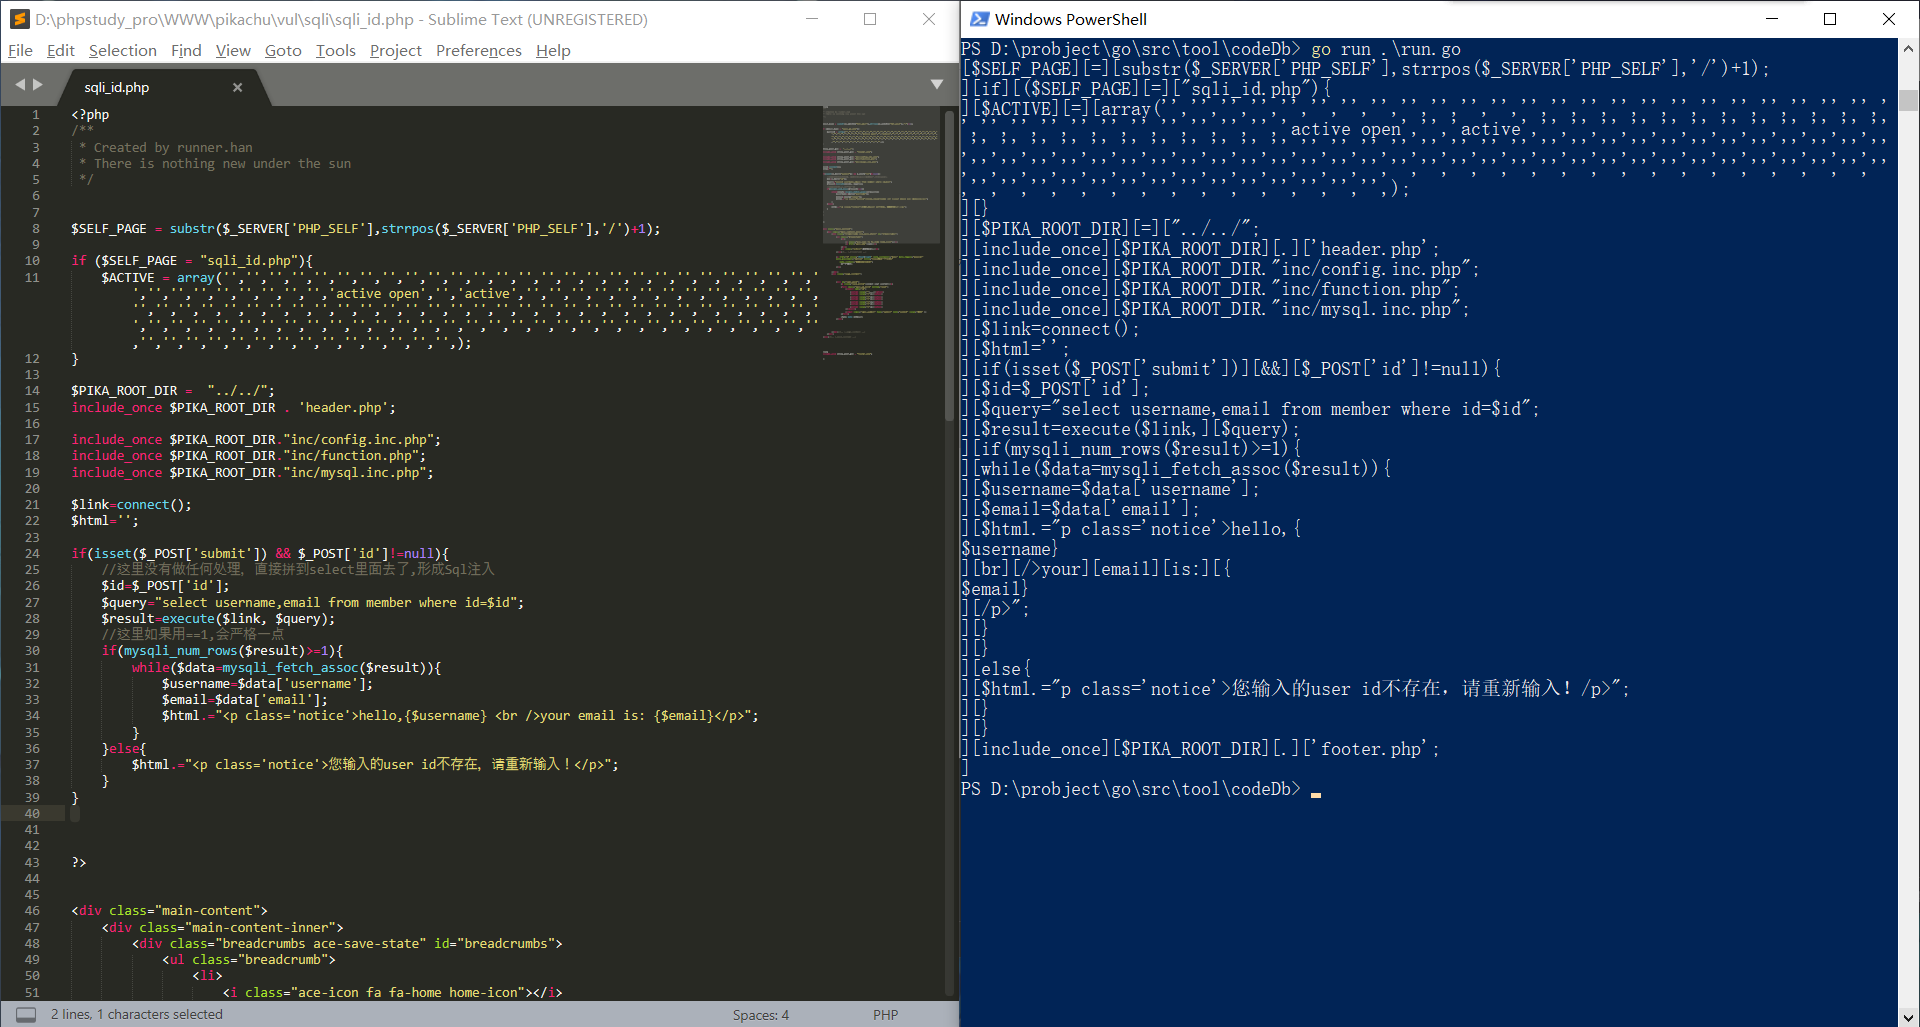 D:\phpstudy_pro\WWW\pikachu\vul\sqli\sqli_id.php - Sublime Text (UNREGISTERED)
File Edit Selection Find View Goto Tools Project Preferences Help
sqli_id.php
1 <?php
2 /**
3  * Created by runner.han
4  * There is nothing new under the sun
5  */
6
7
8 $SELF_PAGE = substr($_SERVER['PHP_SELF'],strrpos($_SERVER['PHP_SELF'],'/')+1);
9
10 if ($SELF_PAGE = "sqli_id.php"){
11     $ACTIVE = array('','','','','','','','','','','','','','','','','','','','',
'','','','','','','','active open','','active','','','','','','','','','',
'','','','','','','','','','','','','','','','','','','','','','','','',
'','','','','','','','','','','','','','','','','','','','','','','',''
,'','','','','','','','','','','','','','',);
12 }
13
14 $PIKA_ROOT_DIR =  "../../";
15 include_once $PIKA_ROOT_DIR . 'header.php';
16
17 include_once $PIKA_ROOT_DIR."inc/config.inc.php";
18 include_once $PIKA_ROOT_DIR."inc/function.php";
19 include_once $PIKA_ROOT_DIR."inc/mysql.inc.php";
20
21 $link=connect();
22 $html='';
23
24 if(isset($_POST['submit']) && $_POST['id']!=null){
25     //这里没有做任何处理，直接拼到select里面去了,形成Sql注入
26     $id=$_POST['id'];
27     $query="select username,email from member where id=$id";
28     $result=execute($link, $query);
29     //这里如果用==1,会严格一点
30     if(mysqli_num_rows($result)>=1){
31         while($data=mysqli_fetch_assoc($result)){
32             $username=$data['username'];
33             $email=$data['email'];
34             $html.="<p class='notice'>hello,{$username} <br />your email is: {$email}</p>";
35         }
36     }else{
37         $html.="<p class='notice'>您输入的user id不存在，请重新输入！</p>";
38     }
39 }
40
41
42
43 ?>
44
45
46 <div class="main-content">
47     <div class="main-content-inner">
48         <div class="breadcrumbs ace-save-state" id="breadcrumbs">
49             <ul class="breadcrumb">
50                 <li>
51                     <i class="ace-icon fa fa-home home-icon"></i>
2 lines, 1 characters selected
Spaces: 4
PHP
Windows PowerShell
PS D:\probject\go\src\tool\codeDb> go run .\run.go
[$SELF_PAGE][=][substr($_SERVER['PHP_SELF'],strrpos($_SERVER['PHP_SELF'],'/')+1);
][if][($SELF_PAGE][=]["sqli_id.php"){
][$ACTIVE][=][array('','','','','','','','','','','','','','','','','','','','','','','','','',
'','','','','','','','','','','active open','','active','','','','','','','','','','','',
][}
][$PIKA_ROOT_DIR][=]["../../";
][include_once][$PIKA_ROOT_DIR][.]['header.php';
][include_once][$PIKA_ROOT_DIR."inc/config.inc.php";
][include_once][$PIKA_ROOT_DIR."inc/function.php";
][include_once][$PIKA_ROOT_DIR."inc/mysql.inc.php";
][$link=connect();
][$html='';
][if(isset($_POST['submit'])][&&][$_POST['id']!=null){
][$id=$_POST['id'];
][$query="select username,email from member where id=$id";
][$result=execute($link,][$query);
][if(mysqli_num_rows($result)>=1){
][while($data=mysqli_fetch_assoc($result)){
][$username=$data['username'];
][$email=$data['email'];
][$html.="p class='notice'>hello,{
$username}
][br][/>your][email][is:][{
$email}
][/p>";
][}
][}
][else{
][$html.="p class='notice'>您输入的user id不存在，请重新输入！/p>";
][}
][}
][include_once][$PIKA_ROOT_DIR][.]['footer.php';
]
PS D:\probject\go\src\tool\codeDb>